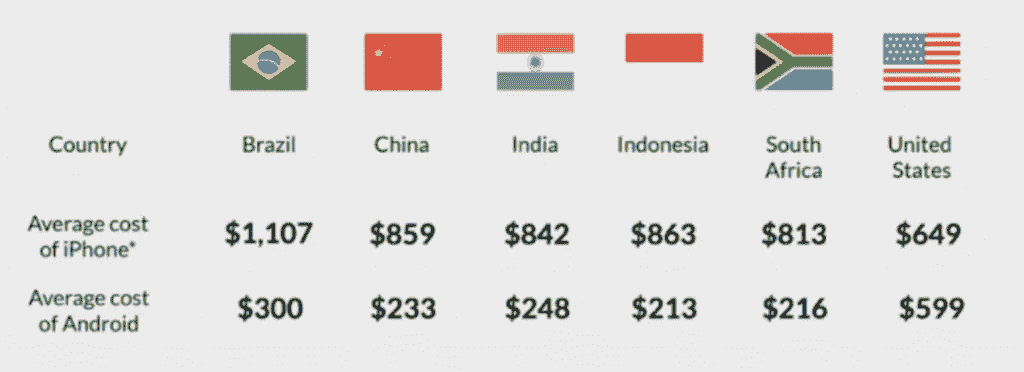 Country Brazil China India Indonesia South Africa United States
Average cost of iPhone* $1,107 $859 $842 $863 $813 $649
Average cost of Android $300 $233 $248 $213 $216 $599